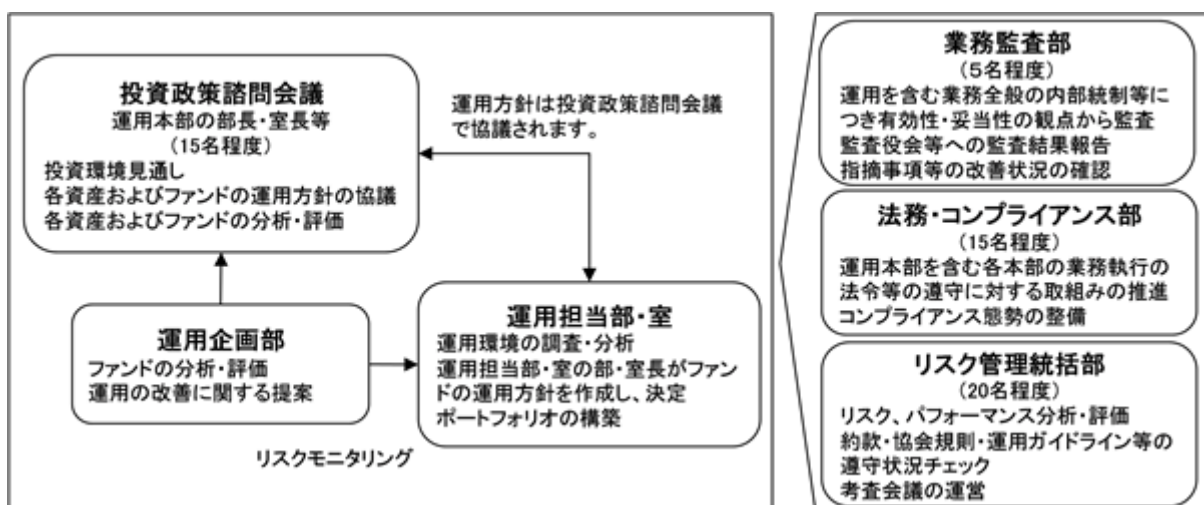 投資政策諮問会議
運用本部の部長・室長等
(15名程度)
投資環境見通し
各資産およびファンドの運用方針の協議
各資産およびファンドの分析・評価
運用方針は投資政策諮問会議
で協議されます。
運用企画部
ファンドの分析・評価
運用の改善に関する提案
運用担当部・室
運用環境の調査・分析
運用担当部・室の部・室長がファン
ドの運用方針を作成し、決定
ポートフォリオの構築
リスクモニタリング
業務監査部
(5名程度)
運用を含む業務全般の内部統制等に
つき有効性・妥当性の観点から監査
監査役会等への監査結果報告
指摘事項等の改善状況の確認
法務・コンプライアンス部
(15名程度)
運用本部を含む各本部の業務執行の
法令等の遵守に対する取組みの推進
コンプライアンス態勢の整備
リスク管理統括部
(20名程度)
リスク、パフォーマンス分析・評価
約款・協会規則・運用ガイドライン等の
遵守状況チェック
考査会議の運営